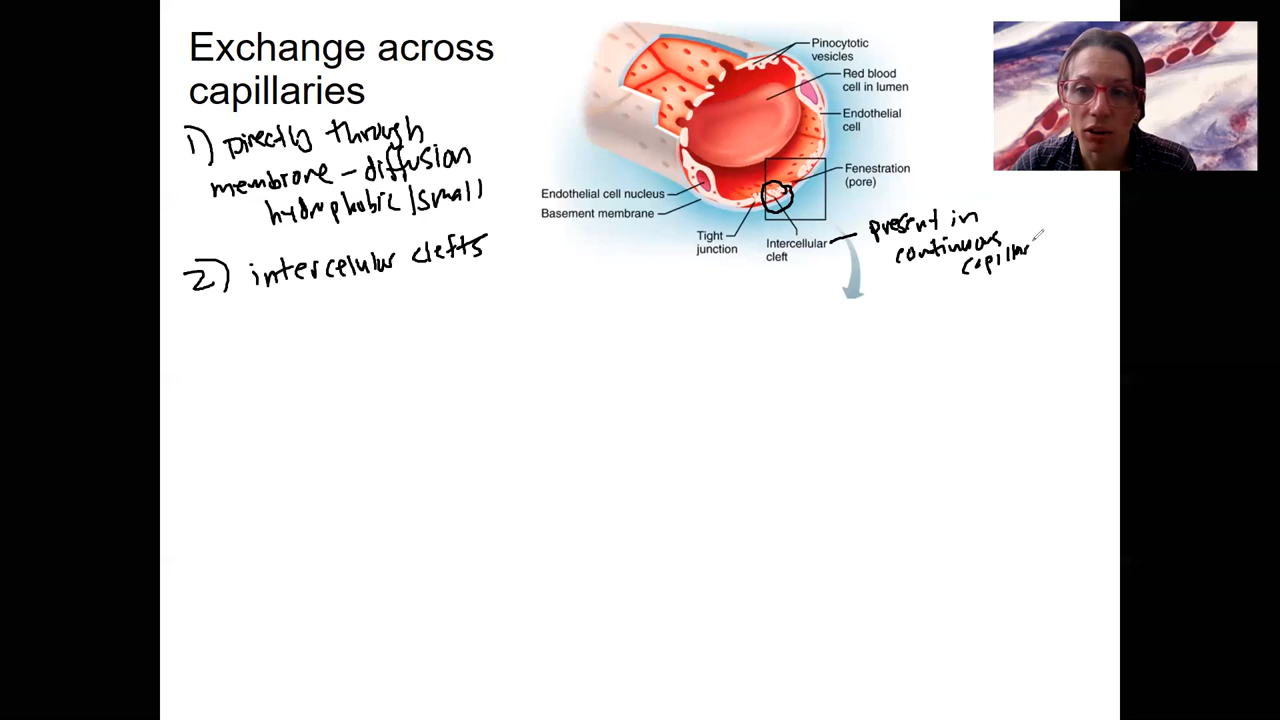 Exchange across
capillaries
1) Directly through
membrane - diffusion
hydrophobic/small
2) intercelular clefts
Pinocytotic
vesicles
Red blood
cell in lumen
Endothelial
cell
Fenestration
(pore)
Endothelial cell nucleus
Basement membrane
Tight
junction
Intercellular
cleft
present in
continuous
capillar